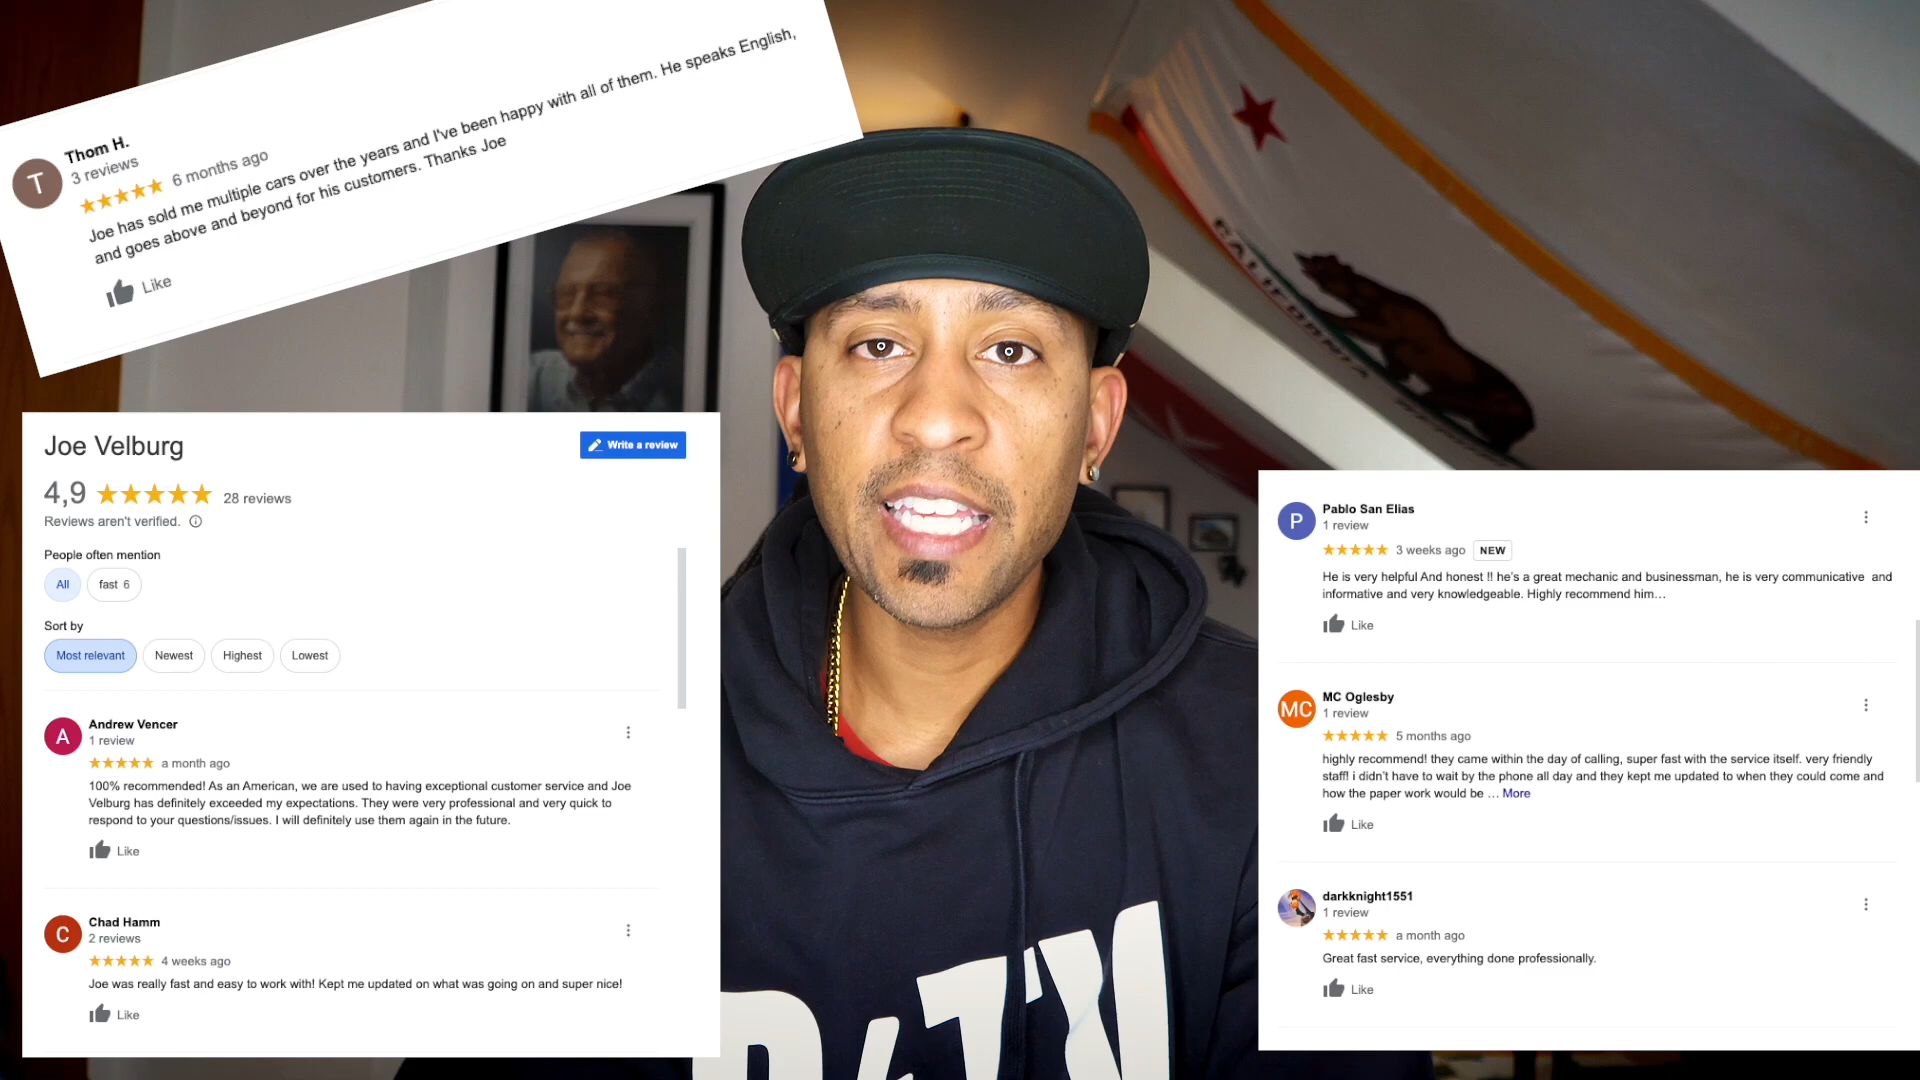 Thom H.
3 reviews
6 months ago
Joe has sold me multiple cars over the years and I've been happy with all of them. He speaks English,
and goes above and beyond for his customers. Thanks Joe
Like
T
Joe Velburg
Write a review
4,9
28 reviews
Reviews aren't verified.
People often mention
All
fast 6
Sort by
Most relevant
Newest
Highest
Lowest
A
Andrew Vencer
1 review
a month ago
100% recommended! As an American, we are used to having exceptional customer service and Joe
Velburg has definitely exceeded my expectations. They were very professional and very quick to
respond to your questions/issues. I will definitely use them again in the future.
Like
C
Chad Hamm
2 reviews
4 weeks ago
Joe was really fast and easy to work with! Kept me updated on what was going on and super nice!
Like
CALIFORNIA
P
Pablo San Elias
1 review
3 weeks ago NEW
He is very helpful And honest !! he's a great mechanic and businessman, he is very communicative and
informative and very knowledgeable. Highly recommend him…
Like
MC
MC Oglesby
1 review
5 months ago
highly recommend! they came within the day of calling, super fast with the service itself. very friendly
staff! i didn't have to wait by the phone all day and they kept me updated to when they could come and
how the paper work would be … More
Like
darkknight1551
1 review
a month ago
Great fast service, everything done professionally.
Like